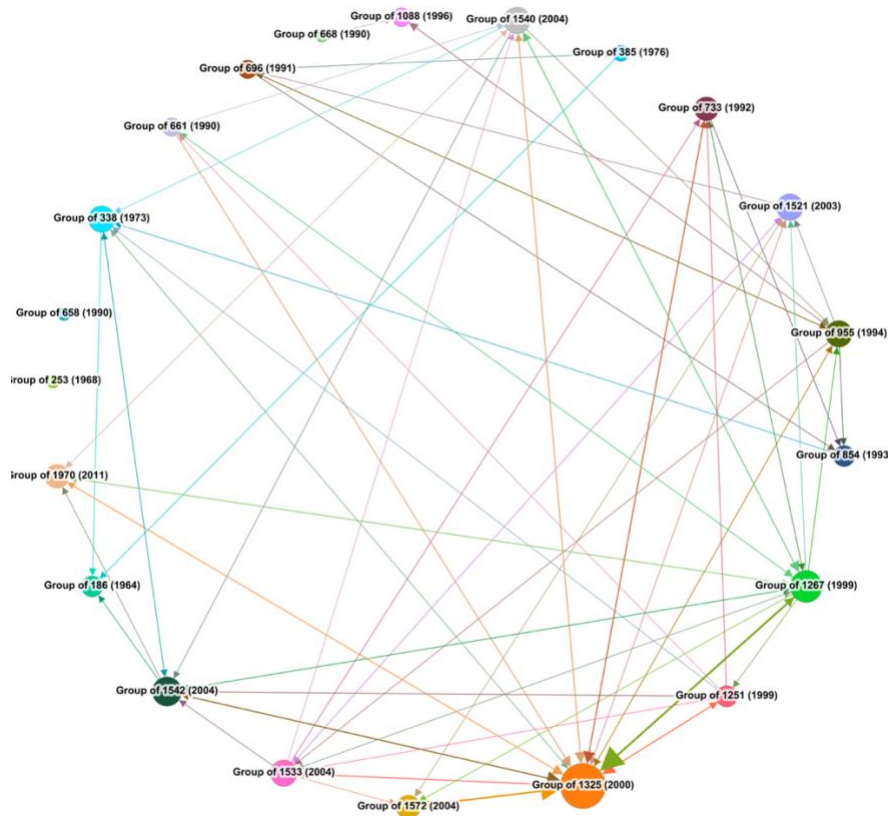 Group of 1088 (1996)
Group of 1540 (2004)
Group of 668 (1990)
Group of 385 (1976)
Group of 696 (1991)
Group of 733 (1992)
Group of 661 (1990)
Group of 1521 (2003)
Group of 338 (1973)
Group of 658 (1990)
Group of 955 (1994)
Group of 253 (1968)
Group of 854 (1993
Group of 1970 (2011)
Group of 186 (1964)
Group of 1267 (1999)
Group of 1542 (2004)
Group of 1251 (1999)
Group of 1533 (2004)
Group of 1325 (2000)
Group of 1572 (2004)